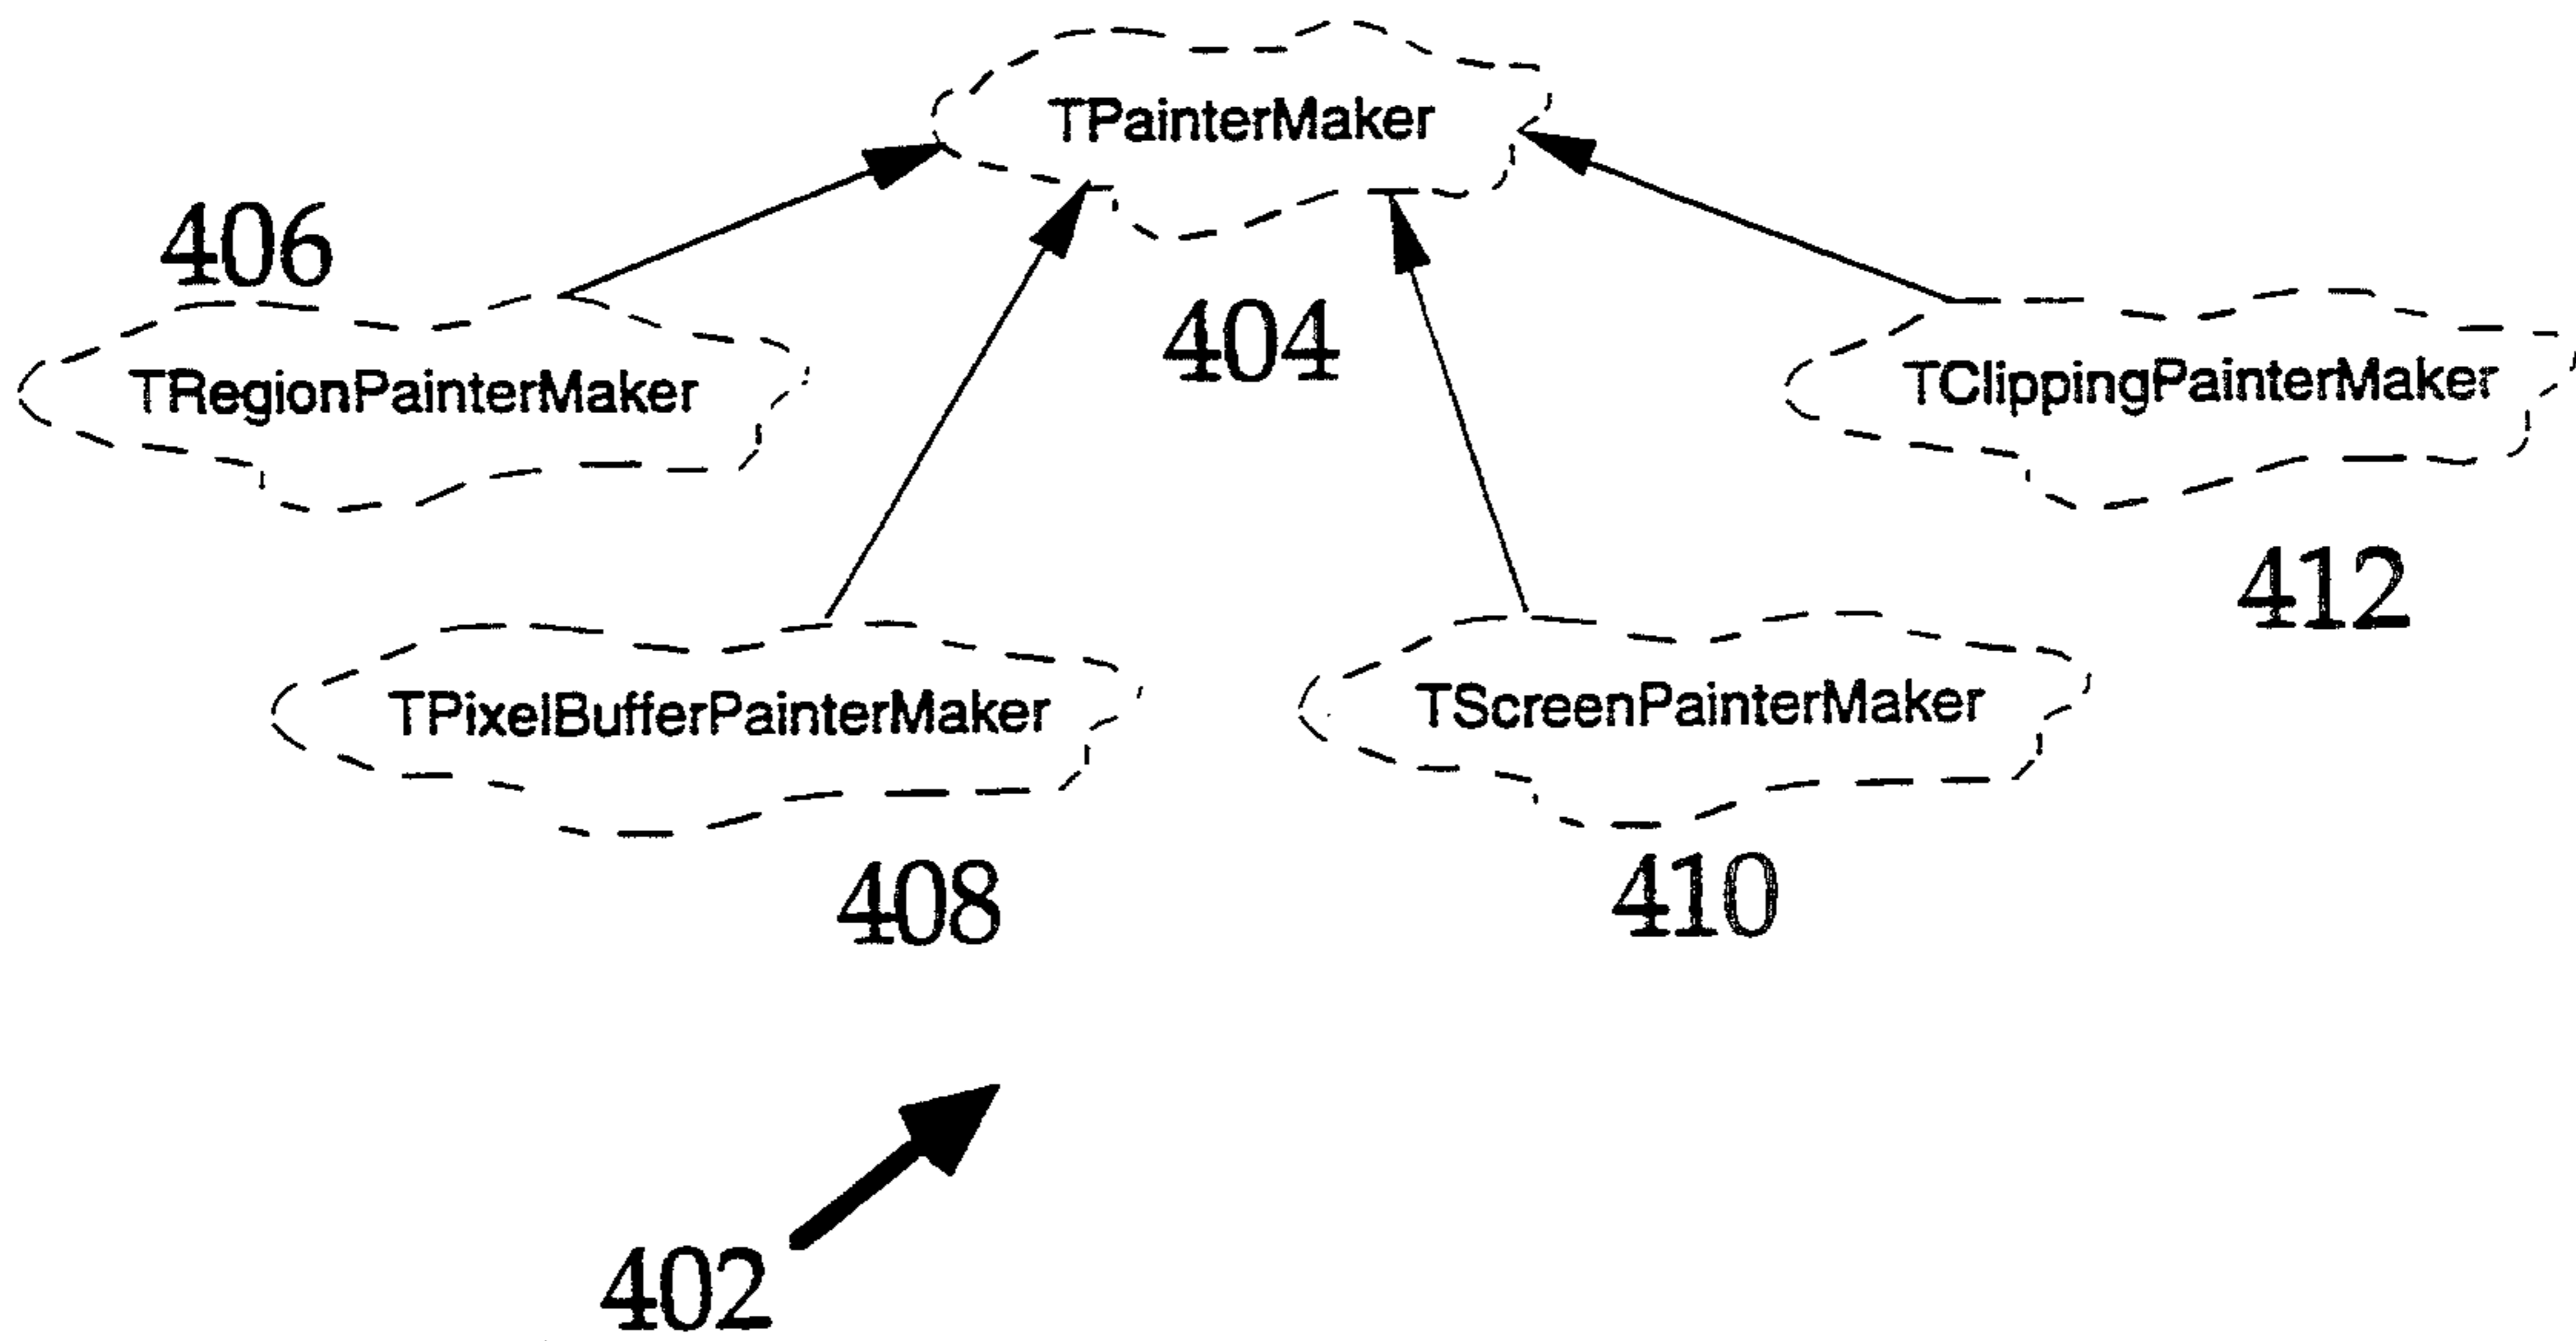 TPainterMaker
406
404
TRegionPainterMaker
TClippingPainterMaker
412
TPixelBufferPainterMaker
TScreenPainterMaker
408
410
402